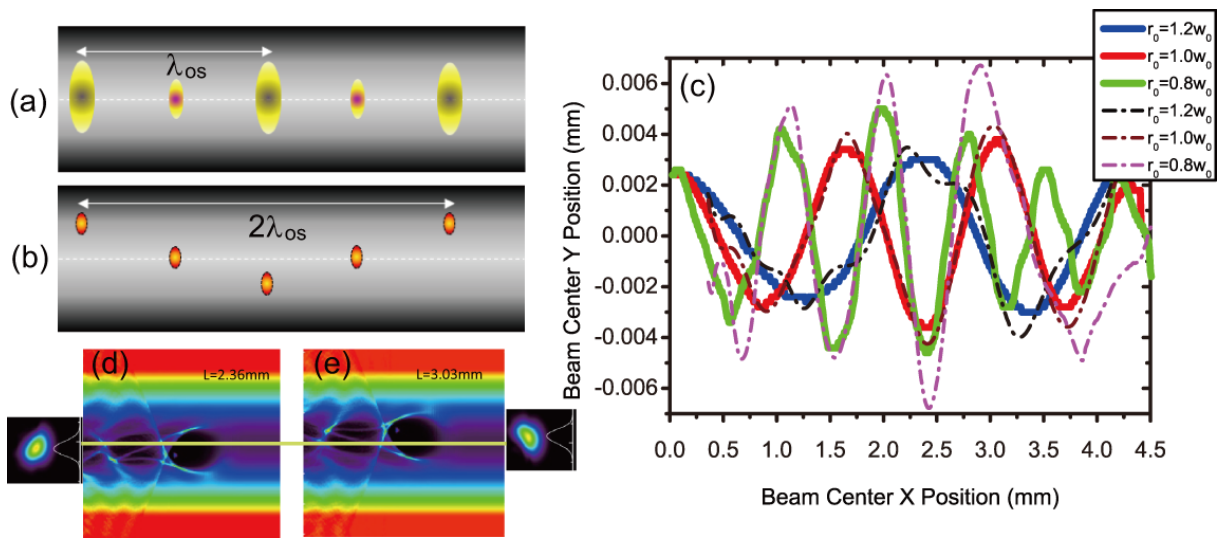 (a)
λos
(b)
2λos
(c)
r0=1.2w0
r0=1.0w0
r0=0.8w0
r0=1.2w0
r0=1.0w0
r0=0.8w0
Beam Center Y Position (mm)
0.006
0.004
0.002
0.000
-0.002
-0.004
-0.006
0.0 0.5 1.0 1.5 2.0 2.5 3.0 3.5 4.0 4.5
Beam Center X Position (mm)
(d)
L=2.36mm
(e)
L=3.03mm